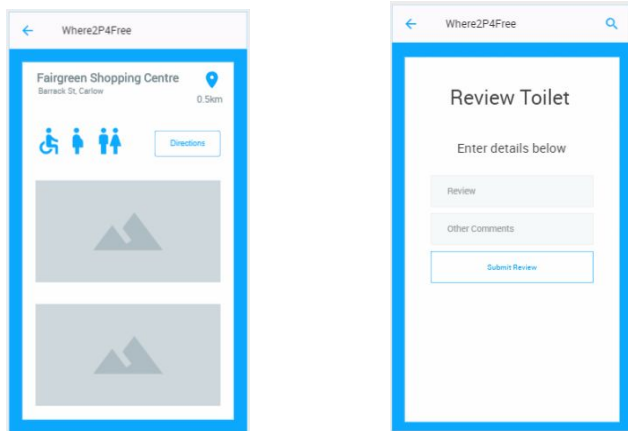 Where2P4Free
Fairgreen Shopping Centre
Barrack St, Carlow
0.5km
Directions
Where2P4Free
Review Toilet
Enter details below
Review
Other Comments
Submit Review